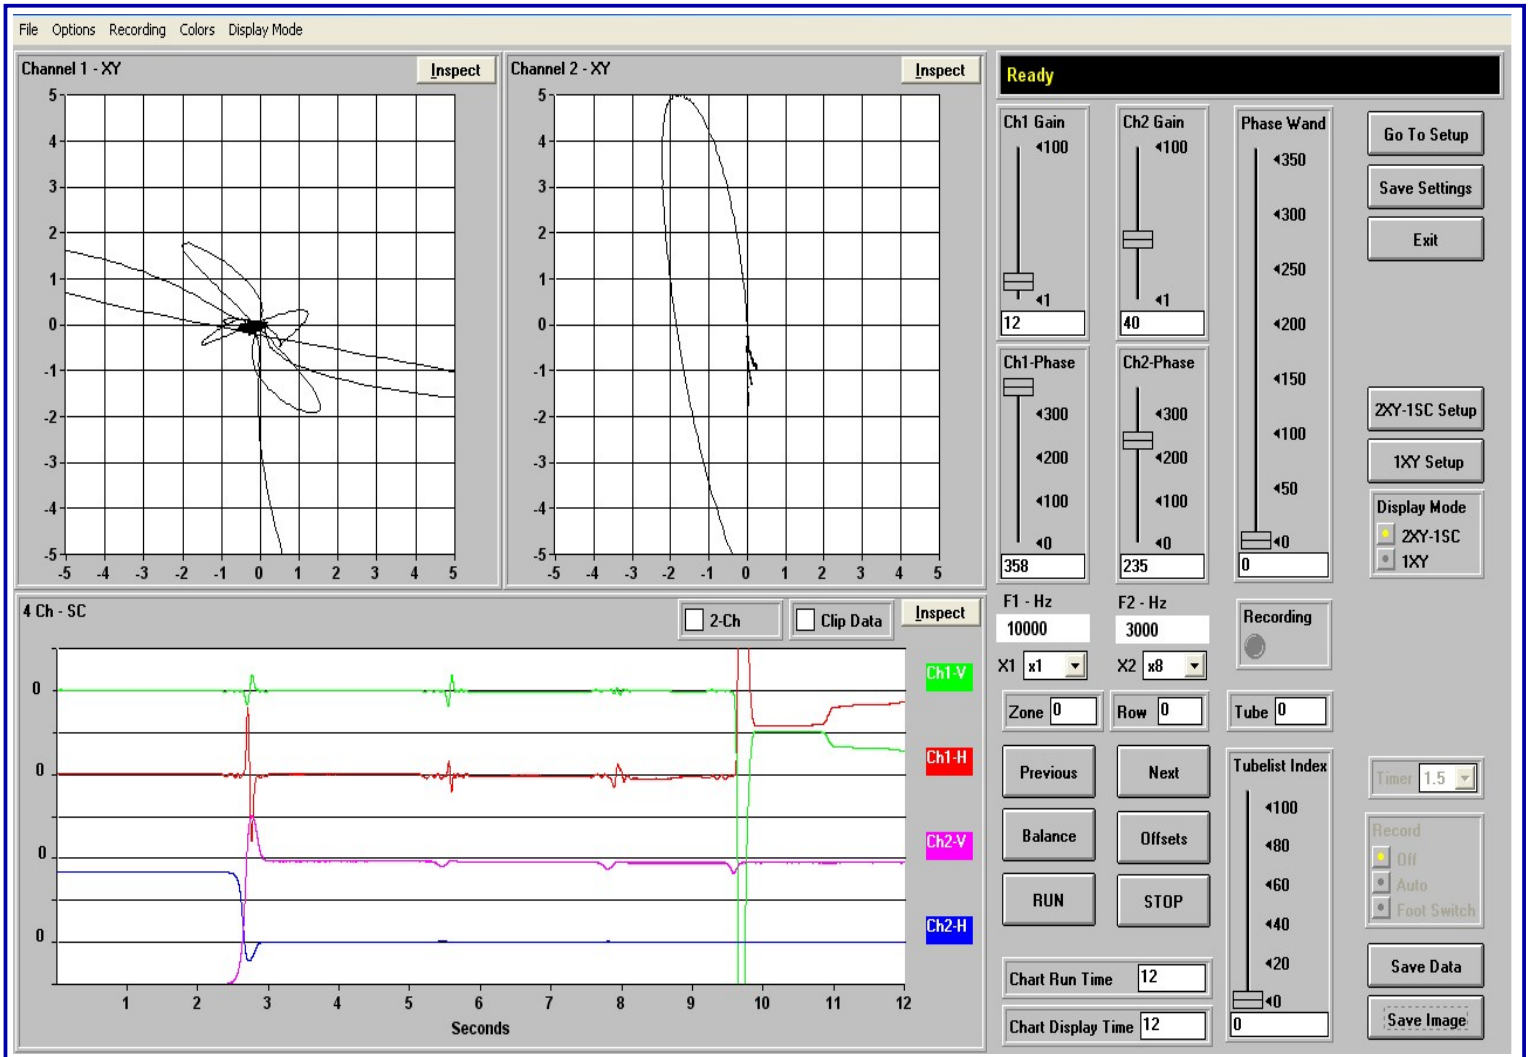 File Options Recording Colors Display Mode
Channel 1 - XY
Inspect
5
4
3
2
1
0
-1
-2
-3
-4
-5
-5 -4 -3 -2 -1 0 1 2 3 4 5
Channel 2 - XY
Inspect
5
4
3
2
1
0
-1
-2
-3
-4
-5
-5 -4 -3 -2 -1 0 1 2 3 4 5
4 Ch - SC
2-Ch
Clip Data
Inspect
0
0
0
0
Ch1-V
Ch1-H
Ch2-V
Ch2-H
1 2 3 4 5 6 7 8 9 10 11 12
Seconds
Ready
Ch1 Gain
100
1
12
Ch2 Gain
100
1
40
Phase Wand
350
300
250
200
150
100
50
0
0
Ch1-Phase
300
200
100
0
358
Ch2-Phase
300
200
100
0
235
Go To Setup
Save Settings
Exit
2XY-1SC Setup
1XY Setup
Display Mode
2XY-1SC
1XY
F1 - Hz
10000
F2 - Hz
3000
Recording
X1 x1
X2 x8
Zone 0
Row 0
Tube 0
Previous
Next
Balance
Offsets
RUN
STOP
Tubelist Index
100
80
60
40
20
0
0
Timer 1.5
Record
Off
Auto
Foot Switch
Chart Run Time 12
Chart Display Time 12
Save Data
Save Image